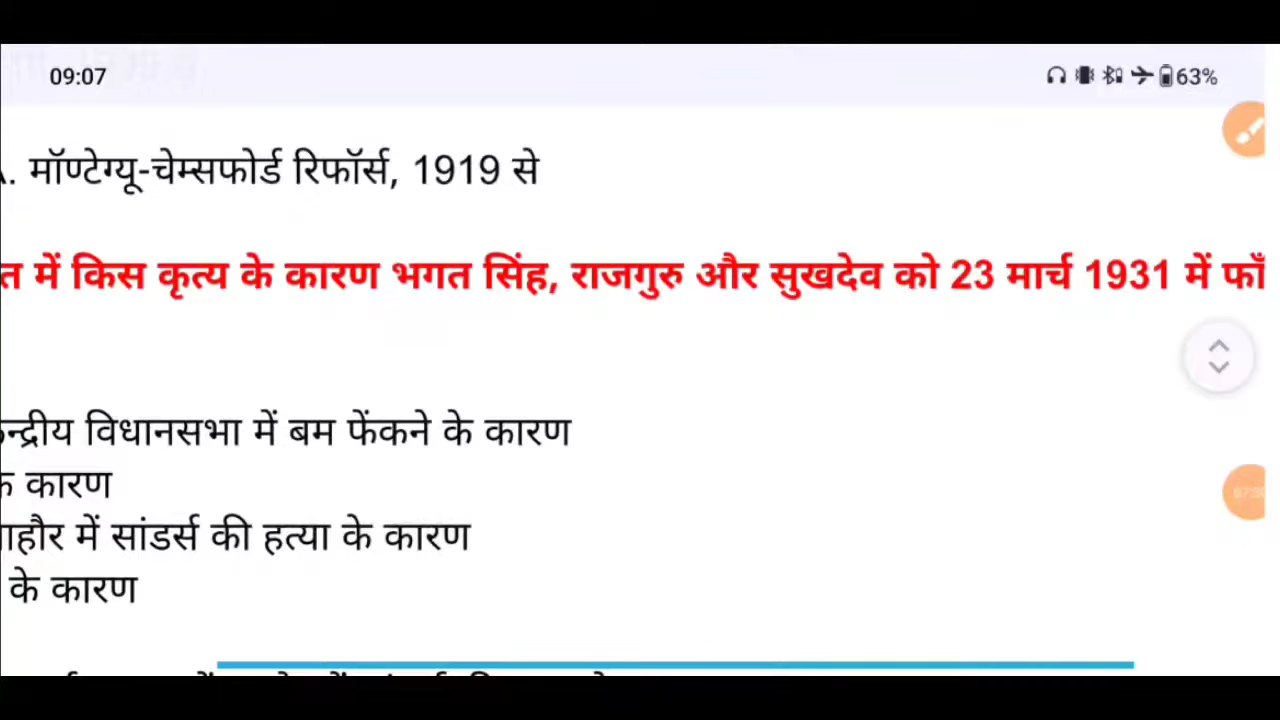 09:07
63%
मॉण्टेग्यू-चेम्सफोर्ड रिफॉर्स, 1919 से
में किस कृत्य के कारण भगत सिंह, राजगुरु और सुखदेव को 23 मार्च 1931 में
विधानसभा में बम फेंकने के कारण
कारण
में सांडर्स की हत्या के कारण
के कारण